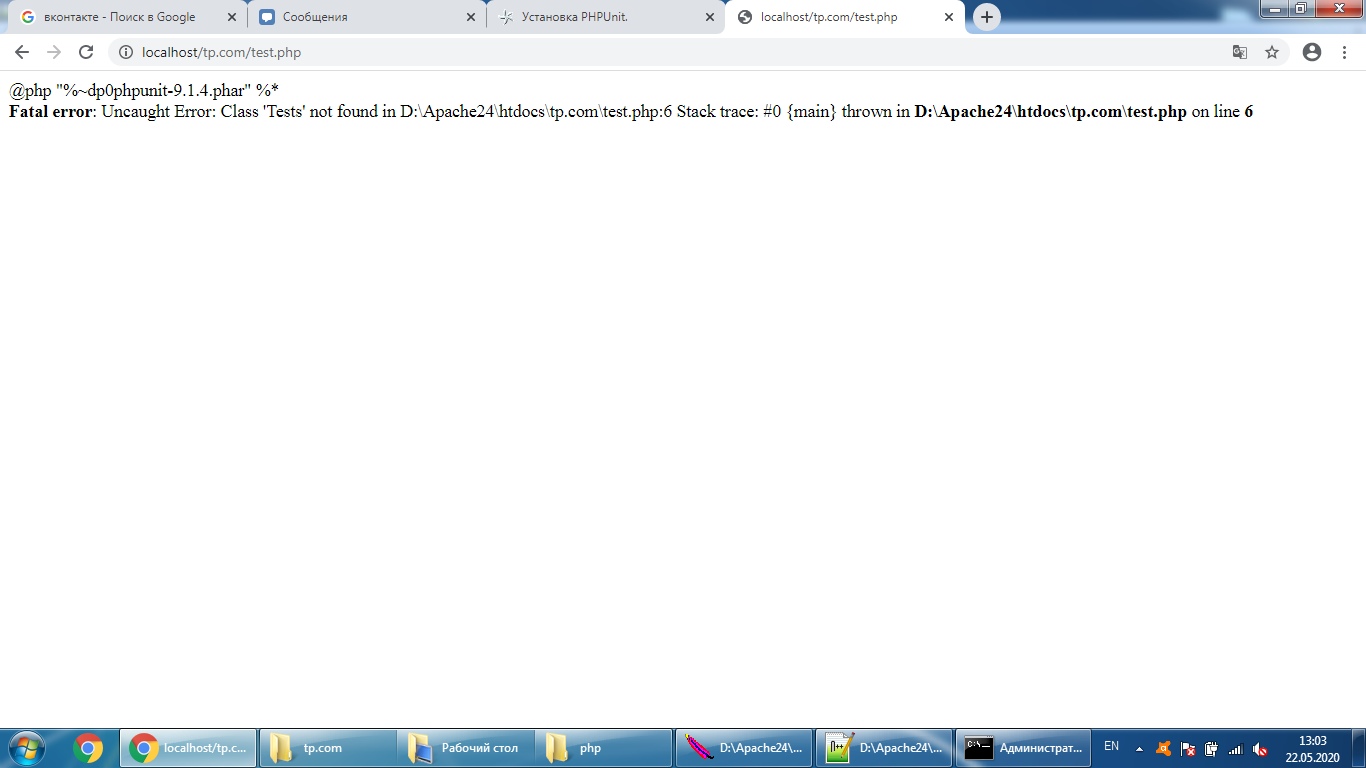 вконтакте - Поиск в Google
Сообщения
Установка PHPUnit.
localhost/tp.com/test.php
localhost/tp.com/test.php
@php "%~dp0phpunit-9.1.4.phar" %*
Fatal error: Uncaught Error: Class 'Tests' not found in D:\Apache24\htdocs\tp.com\test.php:6 Stack trace: #0 {main} thrown in D:\Apache24\htdocs\tp.com\test.php on line 6
localhost/tp.c...
tp.com
Рабочий стол
php
D:\Apache24\...
D:\Apache24\...
Администрат...
EN
13:03
22.05.2020